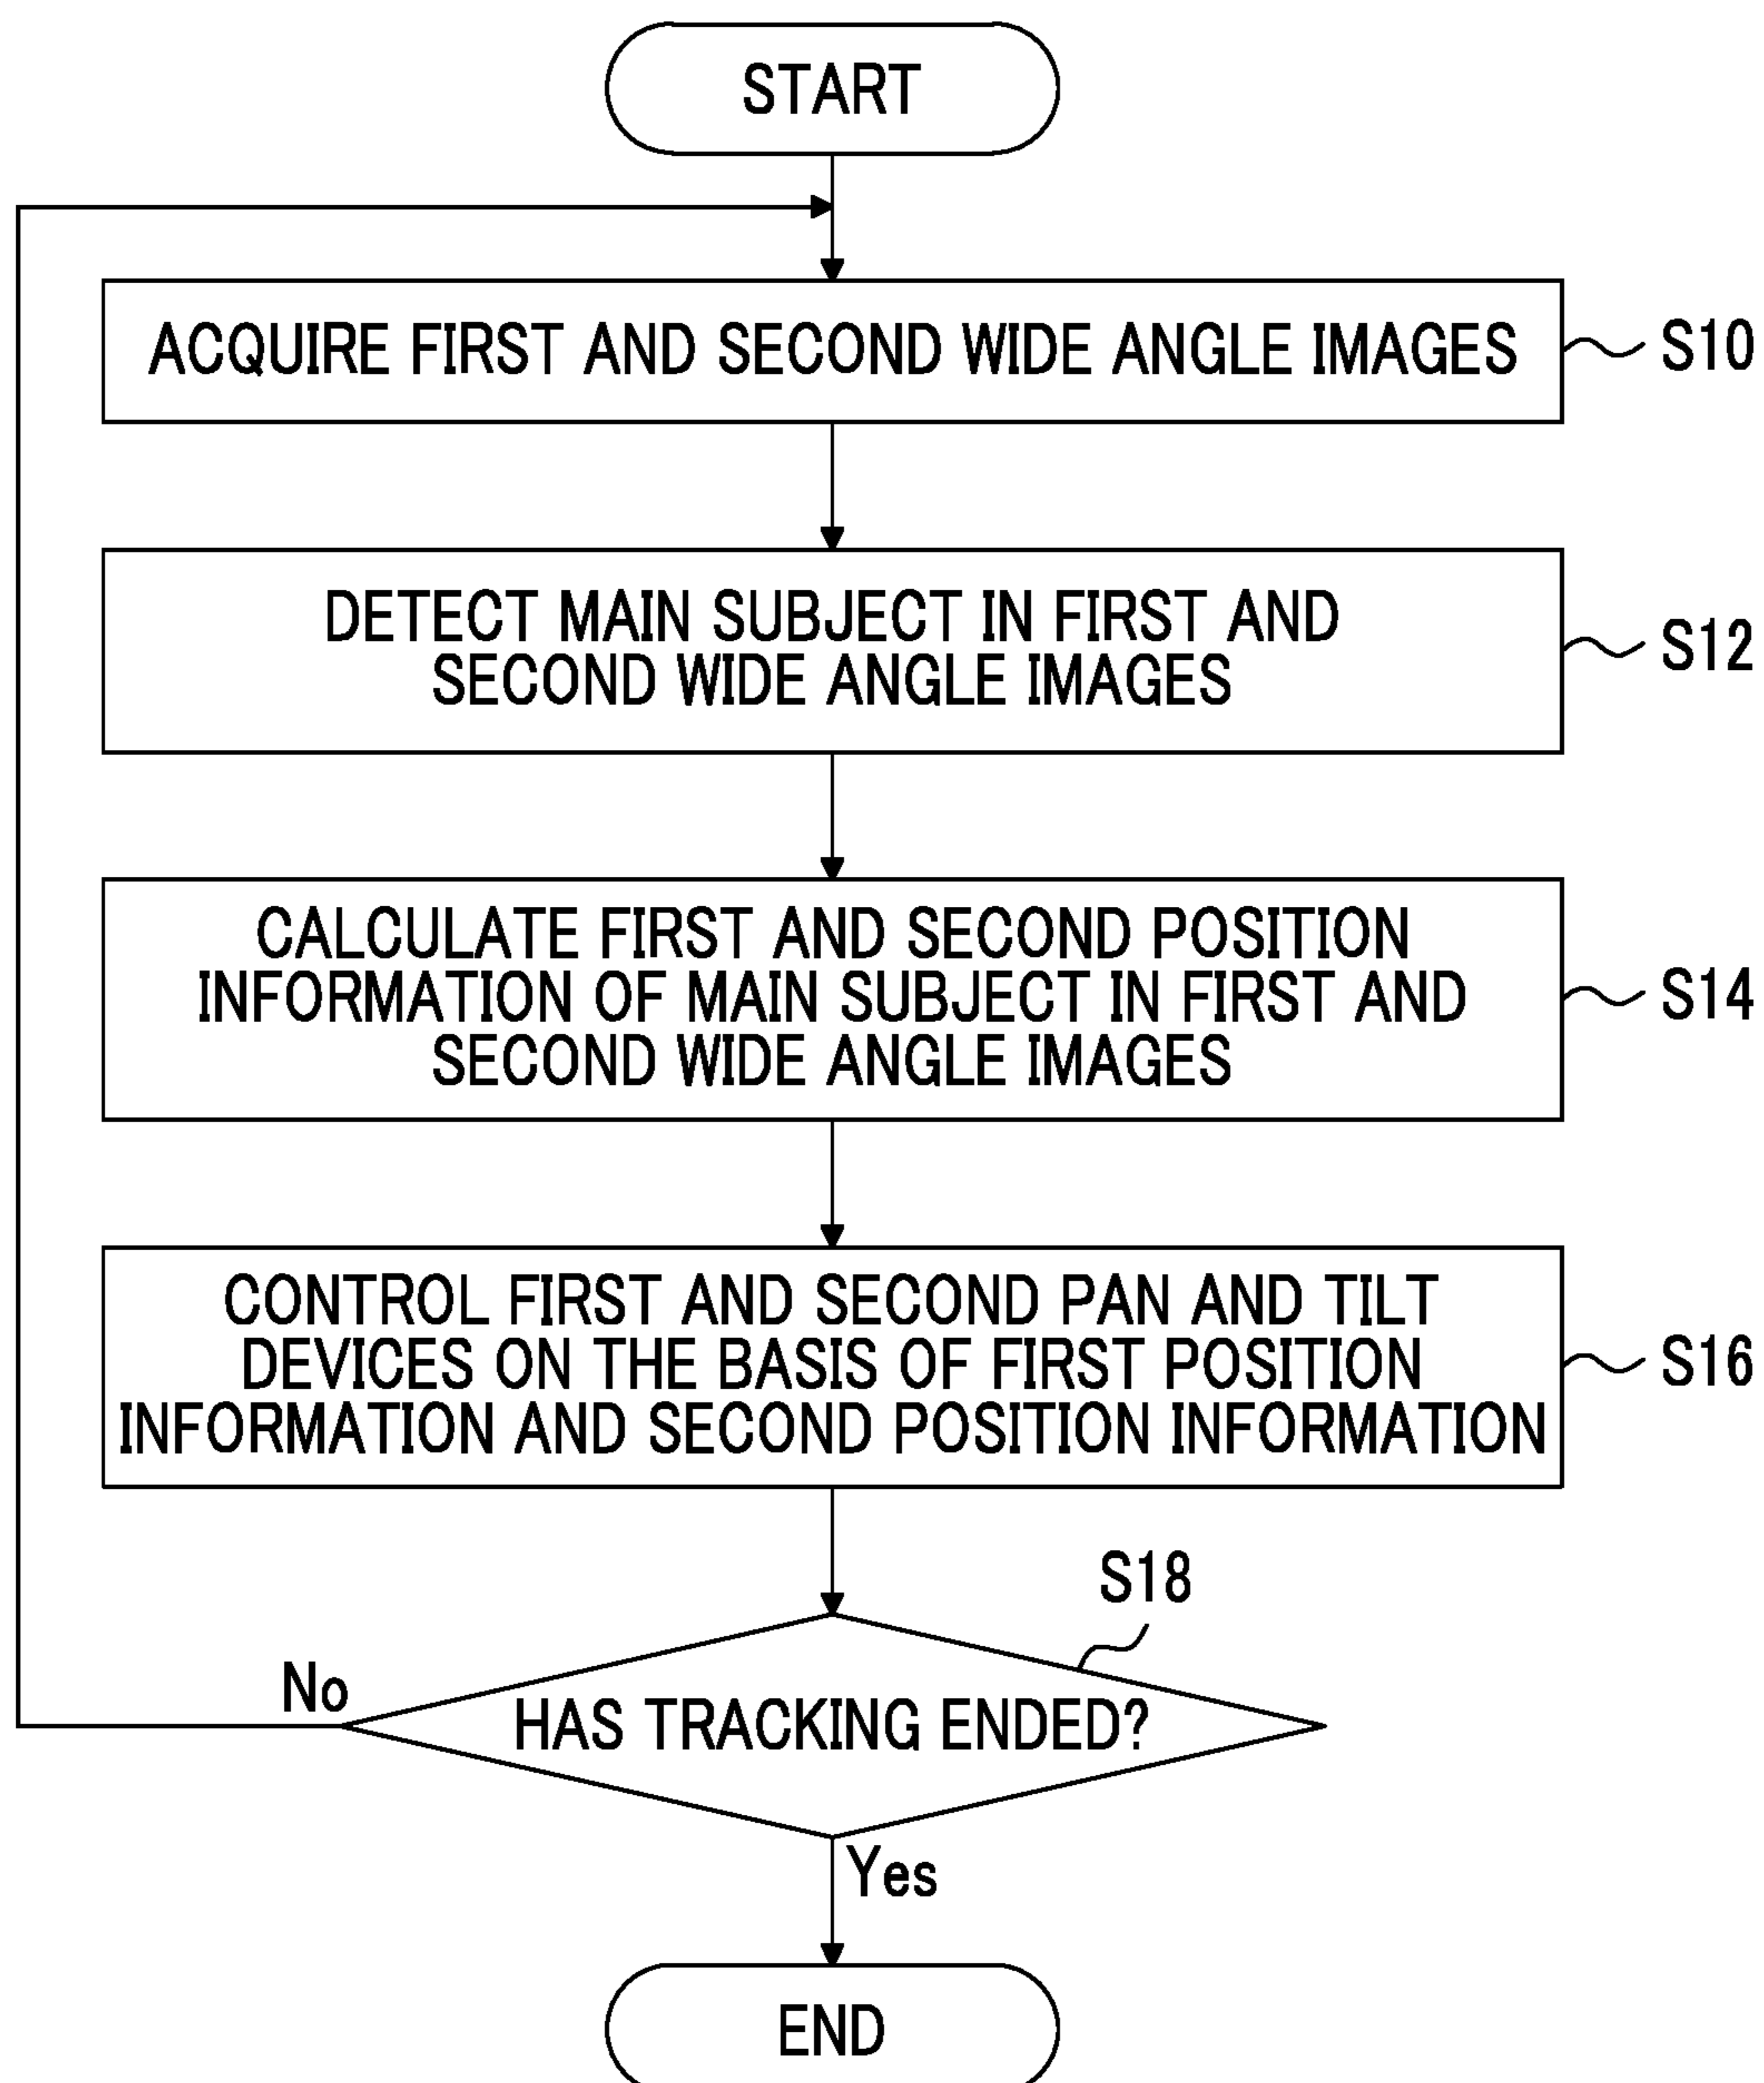 START
ACQUIRE FIRST AND SECOND WIDE ANGLE IMAGES
S10
DETECT MAIN SUBJECT IN FIRST AND
SECOND WIDE ANGLE IMAGES
S12
CALCULATE FIRST AND SECOND POSITION
INFORMATION OF MAIN SUBJECT IN FIRST AND
SECOND WIDE ANGLE IMAGES
S14
CONTROL FIRST AND SECOND PAN AND TILT
DEVICES ON THE BASIS OF FIRST POSITION
INFORMATION AND SECOND POSITION INFORMATION
S16
S18
No
HAS TRACKING ENDED?
Yes
END